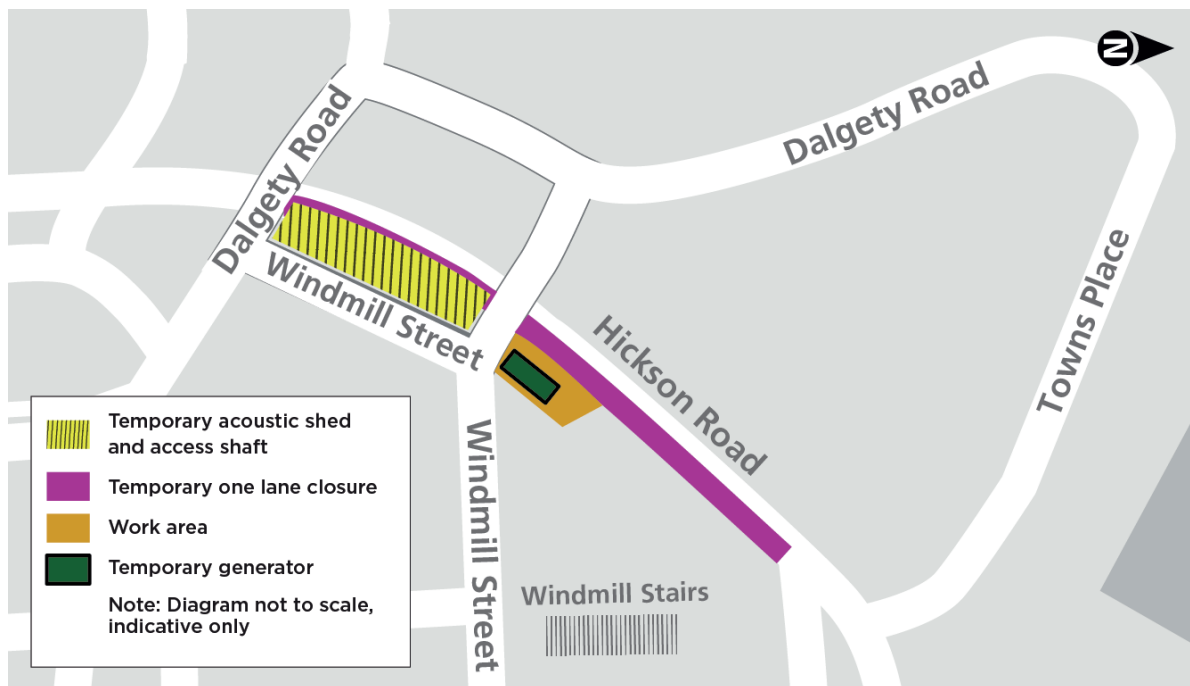 N
Dalgety Road
Dalgety Road
Windmill Street
Hickson Road
Towns Place
Windmill Street
Windmill Stairs
Temporary acoustic shed
and access shaft
Temporary one lane closure
Work area
Temporary generator
Note: Diagram not to scale,
indicative only